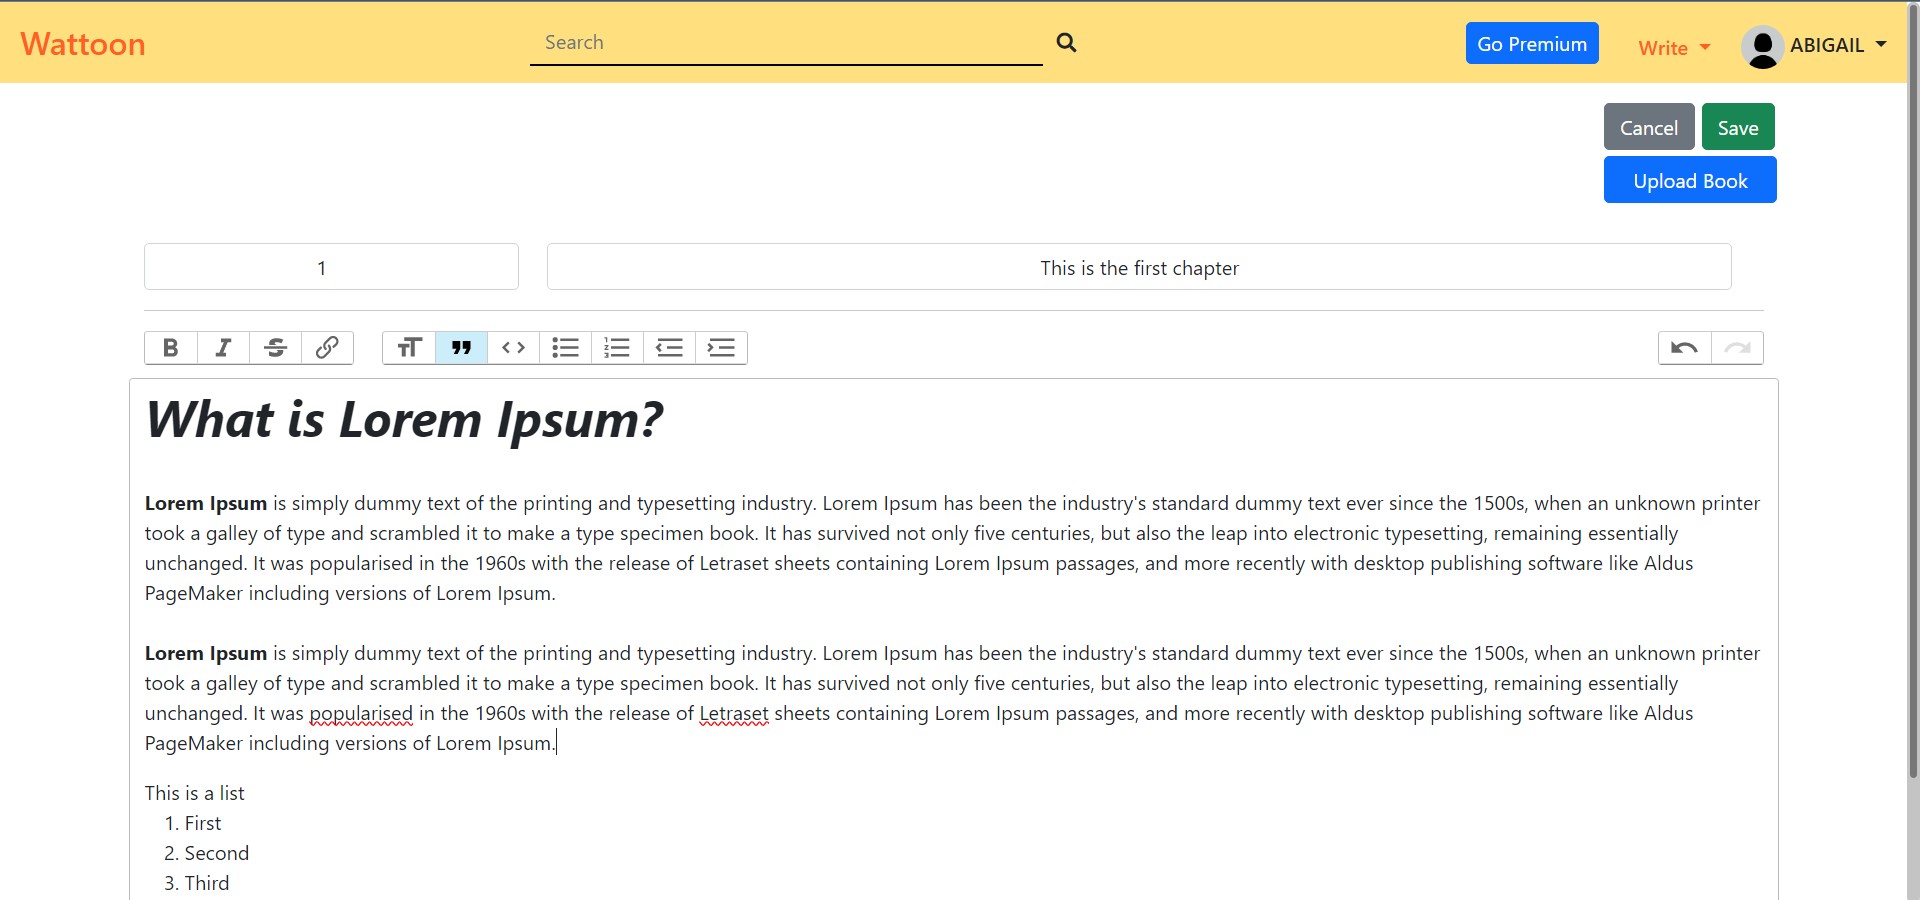 Wattoon
Search
Go Premium
Write
ABIGAIL
Cancel
Save
Upload Book
1
This is the first chapter
What is Lorem Ipsum?
Lorem Ipsum is simply dummy text of the printing and typesetting industry. Lorem Ipsum has been the industry's standard dummy text ever since the 1500s, when an unknown printer
took a galley of type and scrambled it to make a type specimen book. It has survived not only five centuries, but also the leap into electronic typesetting, remaining essentially
unchanged. It was popularised in the 1960s with the release of Letraset sheets containing Lorem Ipsum passages, and more recently with desktop publishing software like Aldus
PageMaker including versions of Lorem Ipsum.
Lorem Ipsum is simply dummy text of the printing and typesetting industry. Lorem Ipsum has been the industry's standard dummy text ever since the 1500s, when an unknown printer
took a galley of type and scrambled it to make a type specimen book. It has survived not only five centuries, but also the leap into electronic typesetting, remaining essentially
unchanged. It was popularised in the 1960s with the release of Letraset sheets containing Lorem Ipsum passages, and more recently with desktop publishing software like Aldus
PageMaker including versions of Lorem Ipsum.
This is a list
1. First
2. Second
3. Third